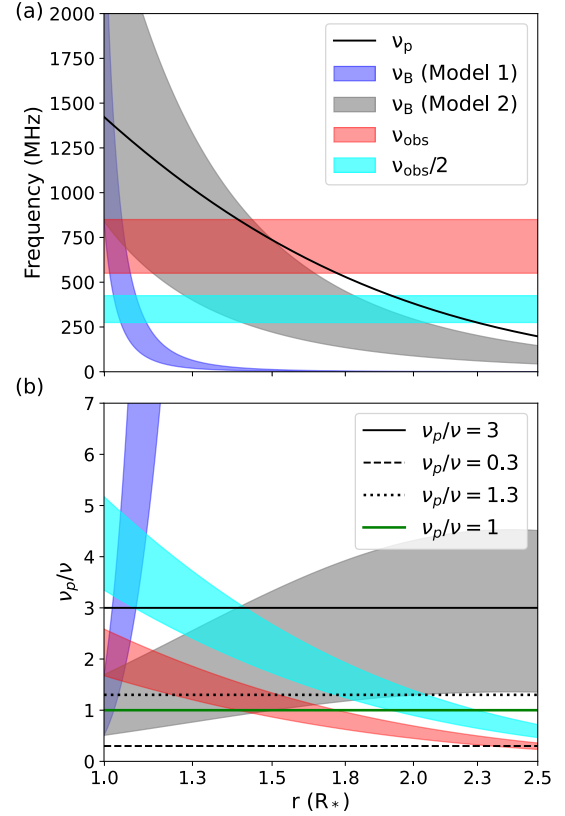 (a)
2000
1750
1500
1250
1000
750
500
250
0
Frequency (MHz)
ν_p
ν_B (Model 1)
ν_B (Model 2)
ν_obs
ν_obs/2
(b)
7
6
5
4
3
2
1
0
ν_p/ν
ν_p/ν = 3
ν_p/ν = 0.3
ν_p/ν = 1.3
ν_p/ν = 1
1.0 1.3 1.5 1.8 2.0 2.3 2.5
r (R_*)